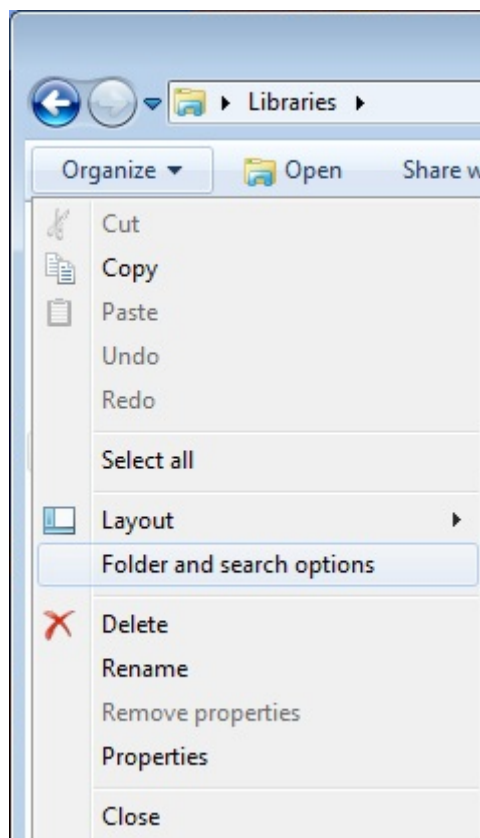 Libraries
Organize Open Share w
Cut
Copy
Paste
Undo
Redo
Select all
Layout
Folder and search options
Delete
Rename
Remove properties
Properties
Close